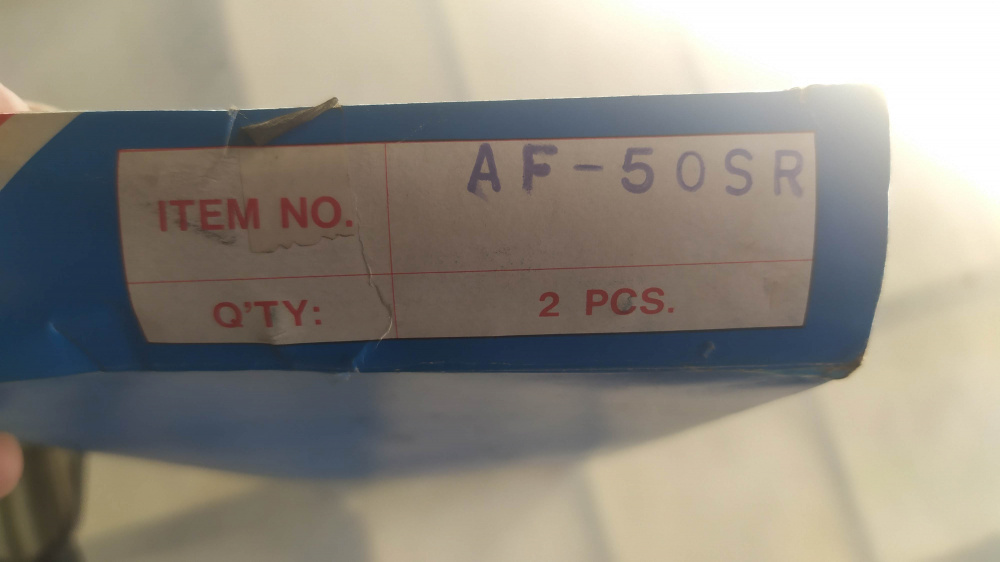 ITEM NO. AF-50SR
Q'TY: 2 PCS.